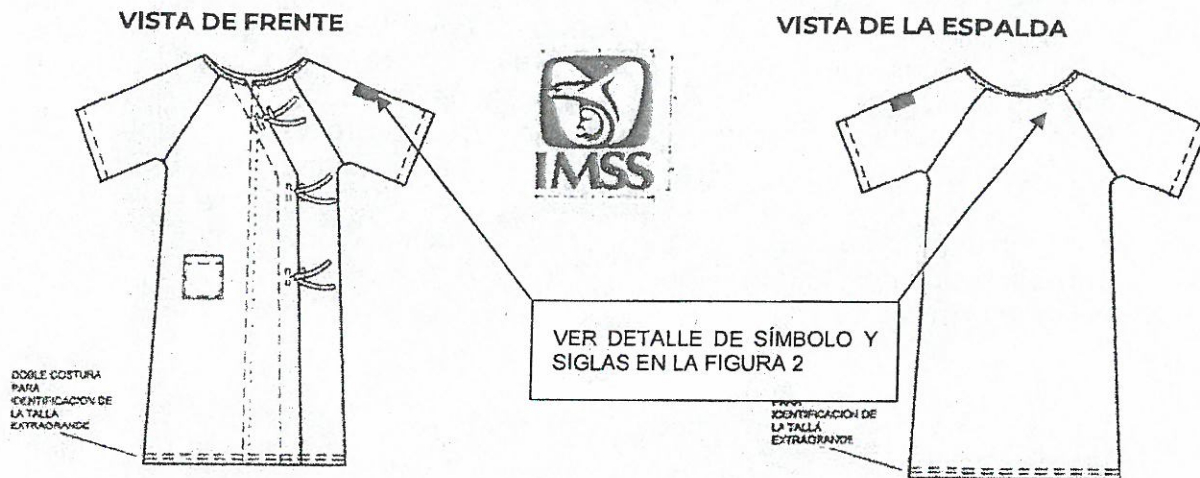 VISTA DE FRENTE
VISTA DE LA ESPALDA
IMSS
VER DETALLE DE SÍMBOLO Y
SIGLAS EN LA FIGURA 2
DOBLE COSTURA
PARA
IDENTIFICACION DE
LA TALLA
EXTRAGRANDE
IDENTIFICACION DE
LA TALLA
EXTRAGRANDE